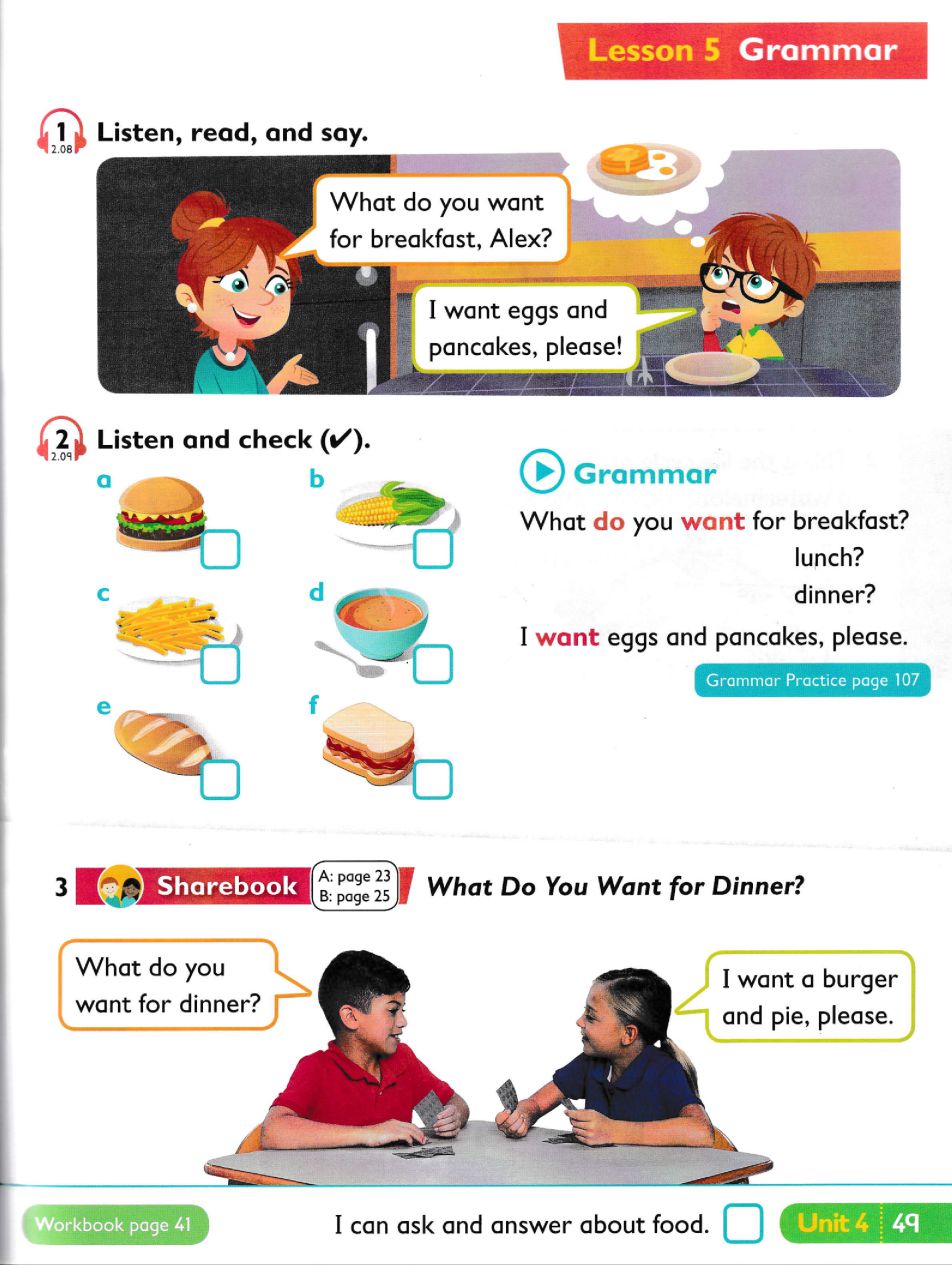 Lesson 5 Grammar
1 Listen, read, and say.
2.08
What do you want
for breakfast, Alex?
I want eggs and
pancakes, please!
2 Listen and check (✔).
2.09
a
b
c
d
e
f
Grammar
What do you want for breakfast?
lunch?
dinner?
I want eggs and pancakes, please.
Grammar Practice page 107
3 Sharebook A: page 23
B: page 25
What Do You Want for Dinner?
What do you
want for dinner?
I want a burger
and pie, please.
Workbook page 41
I can ask and answer about food.
Unit 4 49